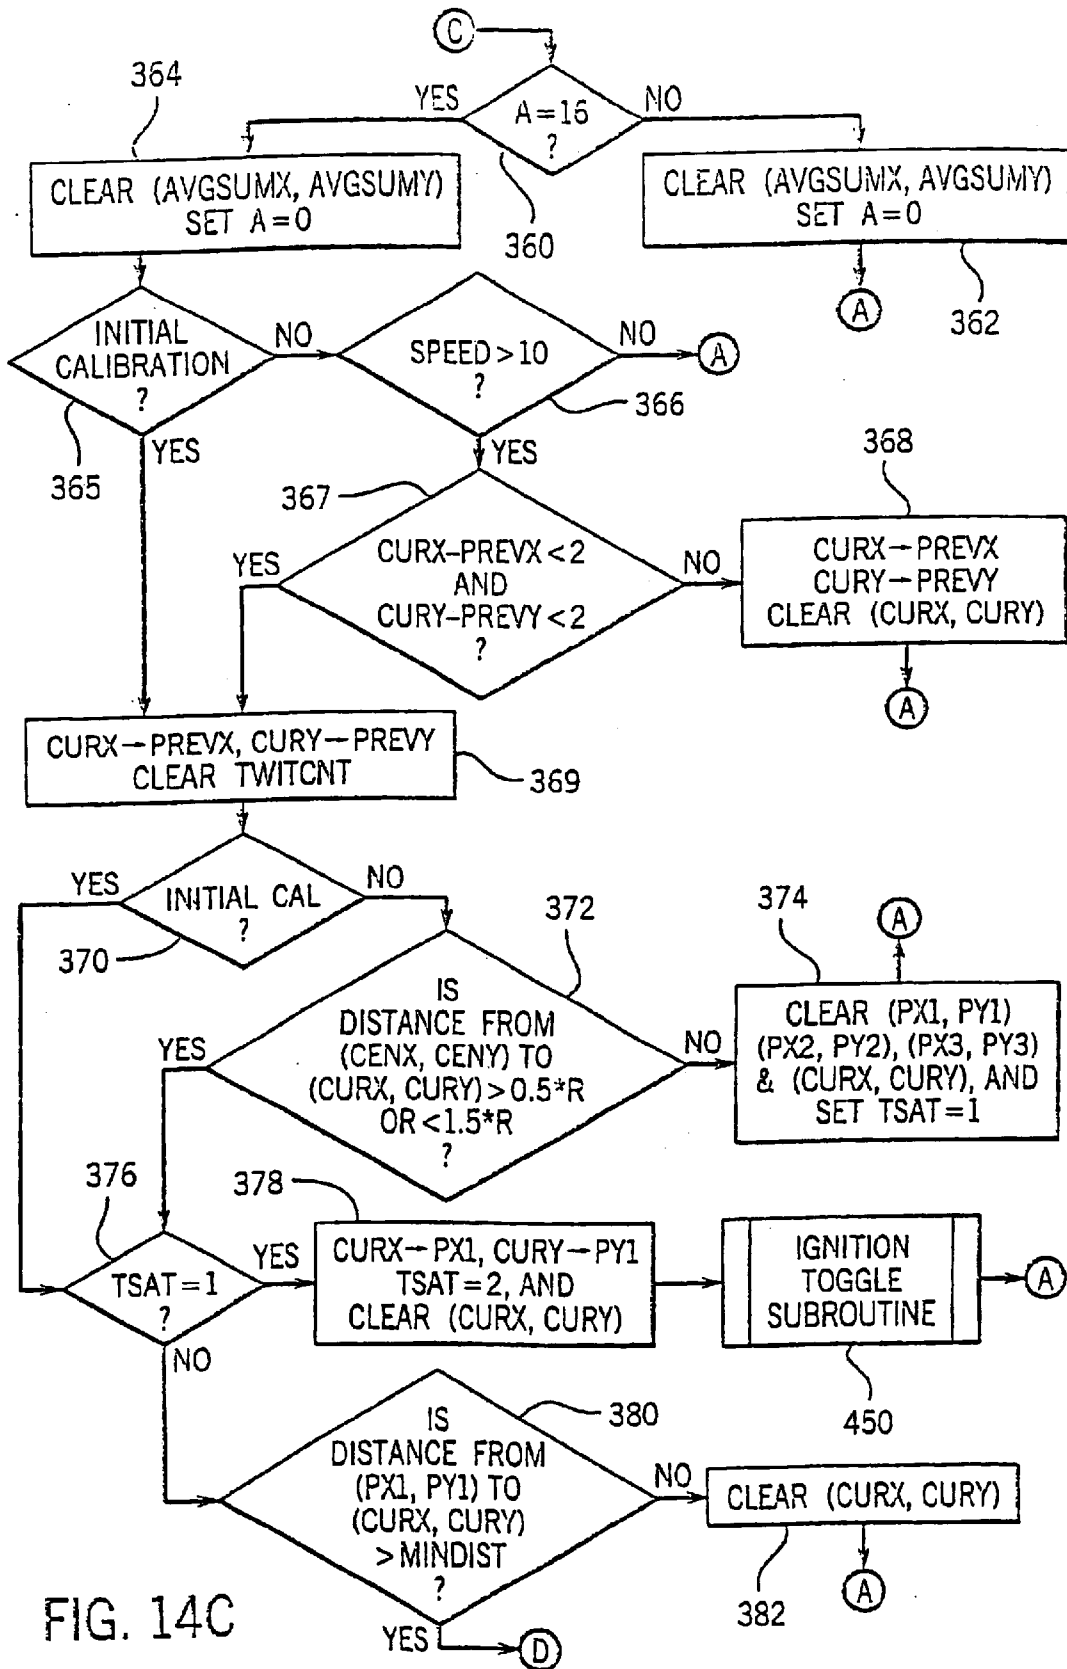 C
364
YES
A=16
?
NO
CLEAR (AVGSUMX, AVGSUMY)
SET A=0
360
CLEAR (AVGSUMX, AVGSUMY)
SET A=0
A
362
INITIAL
CALIBRATION
?
NO
SPEED>10
?
NO
A
366
365
YES
YES
367
368
YES
CURX-PREVX<2
AND
CURY-PREVY<2
?
NO
CURX→PREVX
CURY→PREVY
CLEAR (CURX, CURY)
A
CURX→PREVX, CURY→PREVY
CLEAR TWITCNT
369
YES
INITIAL CAL
?
NO
370
372
374
A
IS
DISTANCE FROM
(CENX, CENY) TO
(CURX, CURY)>0.5*R
OR<1.5*R
?
YES
NO
CLEAR (PX1, PY1)
(PX2, PY2), (PX3, PY3)
& (CURX, CURY), AND
SET TSAT=1
376
378
TSAT=1
?
YES
CURX→PX1, CURY→PY1
TSAT=2, AND
CLEAR (CURX, CURY)
IGNITION
TOGGLE
SUBROUTINE
A
450
NO
380
IS
DISTANCE FROM
(PX1, PY1) TO
(CURX, CURY)
>MINDIST
?
NO
CLEAR (CURX, CURY)
A
382
YES
D
FIG. 14C